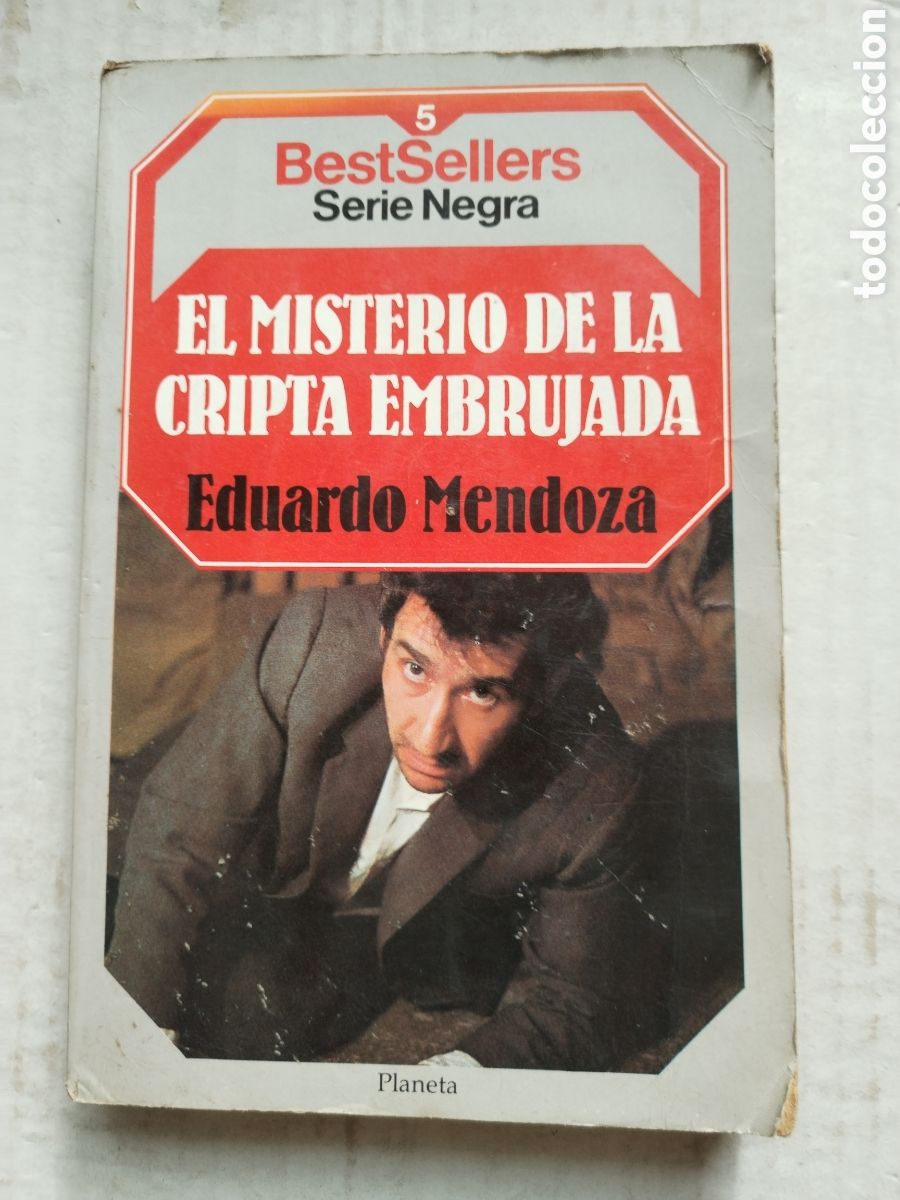 5
BestSellers
Serie Negra
EL MISTERIO DE LA
CRIPTA EMBRUJADA
Eduardo Mendoza
Planeta
todocoleccion